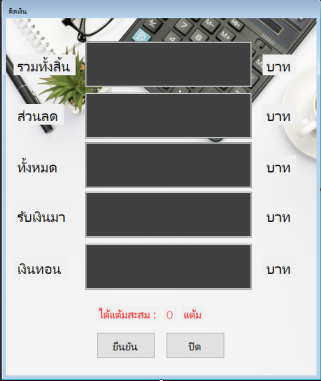 คิดเงิน
รวมทั้งสิ้น บาท
ส่วนลด บาท
ทั้งหมด บาท
รับเงินมา บาท
เงินทอน บาท
ได้แต้มสะสม : 0 แต้ม
ยืนยัน ปิด